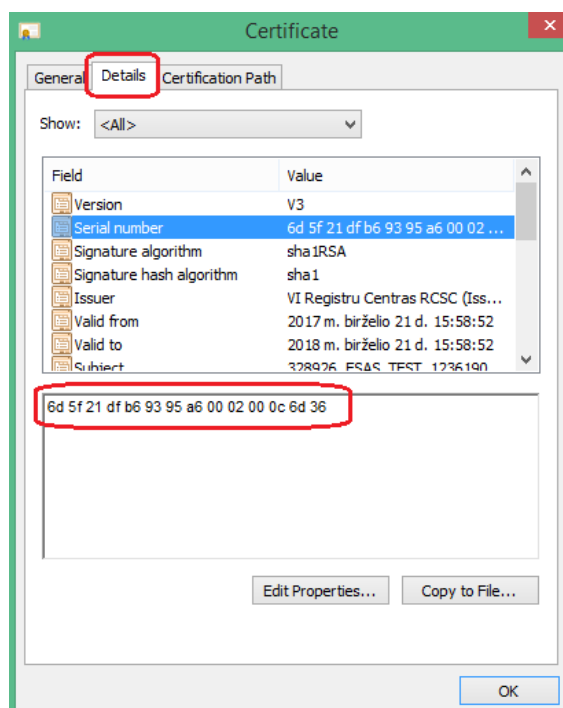 Certificate
General Details Certification Path
Show: <All>
Field Value
Version V3
Serial number 6d 5f 21 df b6 93 95 a6 00 02 ...
Signature algorithm sha1RSA
Signature hash algorithm sha1
Issuer VI Registru Centras RCSC (Iss...
Valid from 2017 m. birželio 21 d. 15:58:52
Valid to 2018 m. birželio 21 d. 15:58:52
Subject 328926, ESAS_TEST, 1236190
6d 5f 21 df b6 93 95 a6 00 02 00 0c 6d 36
Edit Properties... Copy to File...
OK